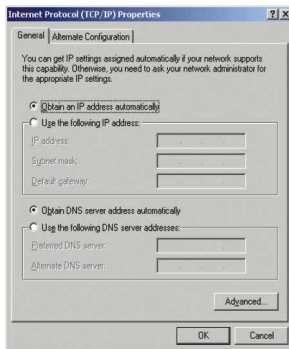 Internet Protocol (TCP/IP) Properties
General
Alternate Configuration
You can get IP settings assigned automatically if your network supports
this capability. Otherwise, you need to ask your network administrator for
the appropriate IP settings.
Obtain an IP address automatically
Use the following IP address:
IP address:
Subnet mask:
Default gateway:
Obtain DNS server address automatically
Use the following DNS server addresses:
Preferred DNS server:
Alternate DNS server:
Advanced...
OK
Cancel